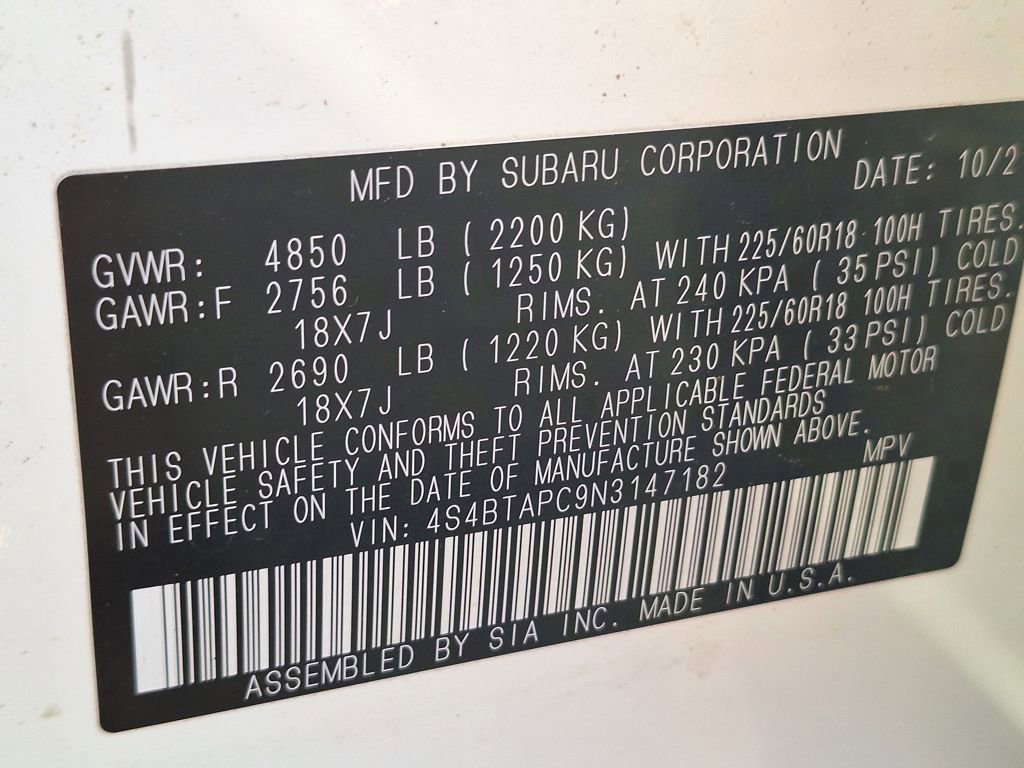 MFD BY SUBARU CORPORATION DATE: 10/2
GVWR: 4850 LB ( 2200 KG)
GAWR:F 2756 LB ( 1250 KG) WITH 225/60R18 100H TIRES.
18X7J RIMS. AT 240 KPA ( 35 PSI) COLD
GAWR:R 2690 LB ( 1220 KG) WITH 225/60R18 100H TIRES.
18X7J RIMS. AT 230 KPA ( 33 PSI) COLD
THIS VEHICLE CONFORMS TO ALL APPLICABLE FEDERAL MOTOR
VEHICLE SAFETY AND THEFT PREVENTION STANDARDS
IN EFFECT ON THE DATE OF MANUFACTURE SHOWN ABOVE.
VIN: 4S4BTAPC9N3147182 MPV
ASSEMBLED BY SIA INC. MADE IN U.S.A.